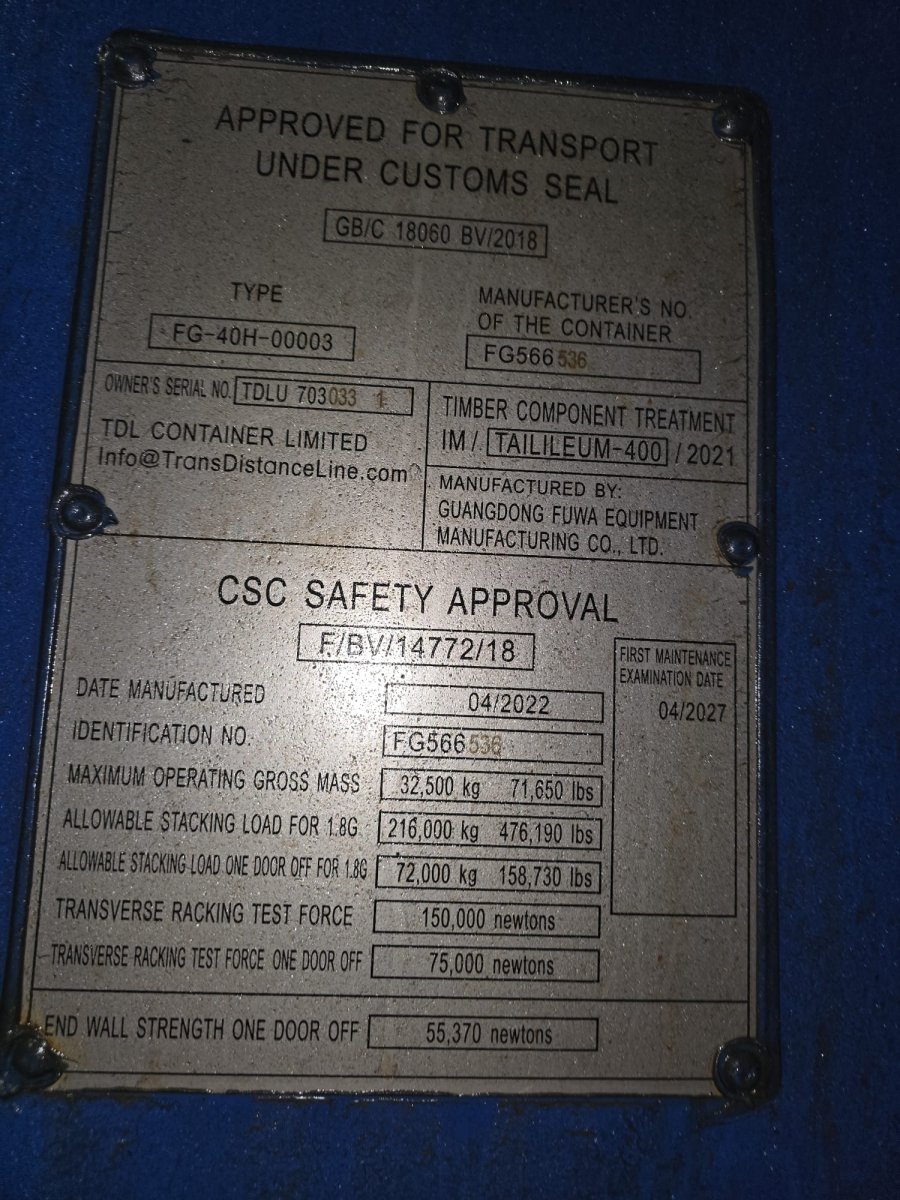 APPROVED FOR TRANSPORT
UNDER CUSTOMS SEAL
GB/C 18060 BV/2018
TYPE
FG-40H-00003
MANUFACTURER'S NO.
OF THE CONTAINER
FG566 536
OWNER'S SERIAL NO. TDLU 703033 1
TDL CONTAINER LIMITED
Info@TransDistanceLine.com
TIMBER COMPONENT TREATMENT
IM / TAILILEUM-400 / 2021
MANUFACTURED BY:
GUANGDONG FUWA EQUIPMENT
MANUFACTURING CO., LTD.
CSC SAFETY APPROVAL
F/BV/14772/18
DATE MANUFACTURED 04/2022
IDENTIFICATION NO. FG566536
MAXIMUM OPERATING GROSS MASS 32,500 kg 71,650 lbs
ALLOWABLE STACKING LOAD FOR 1.8G 216,000 kg 476,190 lbs
ALLOWABLE STACKING LOAD ONE DOOR OFF FOR 1.8G 72,000 kg 158,730 lbs
TRANSVERSE RACKING TEST FORCE 150,000 newtons
TRANSVERSE RACKING TEST FORCE ONE DOOR OFF 75,000 newtons
END WALL STRENGTH ONE DOOR OFF 55,370 newtons
FIRST MAINTENANCE
EXAMINATION DATE
04/2027